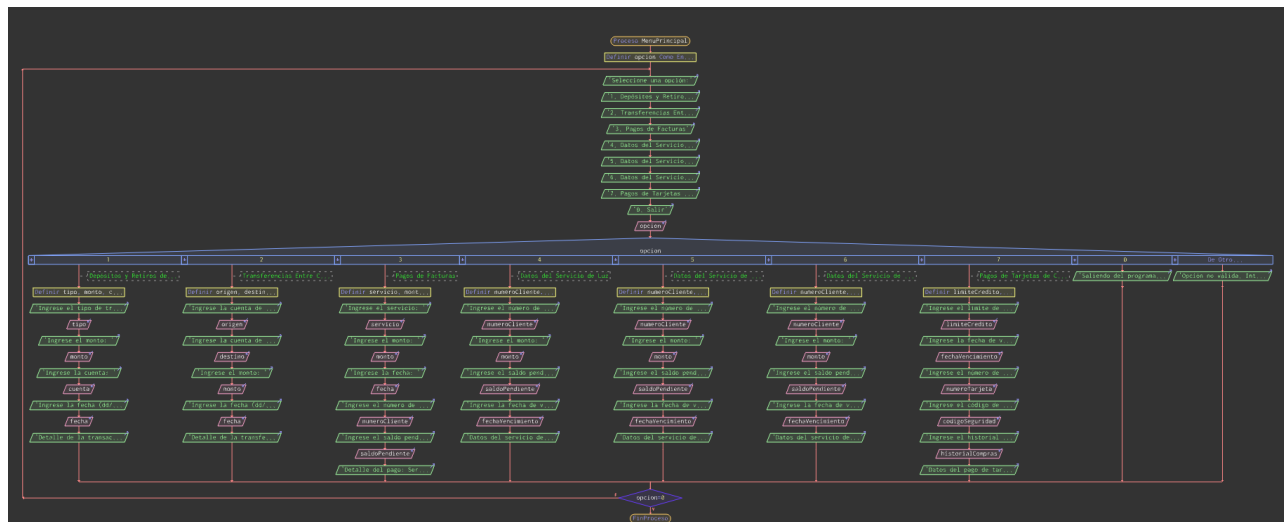 Proceso MenuPrincipal
Definir opcion Como En...
'Seleccione una opción:'
'1. Depósitos y Retiro...
'2. Transferencias Ent...
'3. Pagos de Facturas'
'4. Datos del Servicio...
'5. Datos del Servicio...
'6. Datos del Servicio...
'7. Pagos de Tarjetas ...
'0. Salir'
opcion
opcion
1 2 3 4 5 6 7 0 De Otro...
Depósitos y Retiros de
Definir tipo, monto, c...
'Ingrese el tipo de tr...
tipo
'Ingrese el monto:
monto
'Ingrese la cuenta:
cuenta
'Ingrese la fecha (dd/...
fecha
'Detalle de la transac...
Transferencias Entre C...
Definir origen, destin...
'Ingrese la cuenta de ...
origen
'Ingrese la cuenta de ...
destino
'Ingrese el monto: '
monto
'Ingrese la fecha (dd/...
fecha
'Detalle de la transfe...
Pagos de Facturas
Definir servicio, mont...
'Ingrese el servicio:
servicio
'Ingrese el monto:
monto
'Ingrese la fecha:
fecha
'Ingrese el numero de ...
numeroCliente
'Ingrese el saldo pend...
saldoPendiente
'Detalle del pago: Ser...
Datos del Servicio de Luz
Definir numeroCliente,
'Ingrese el numero de ...
numeroCliente
'Ingrese el monto:
monto
'Ingrese el saldo pend...
saldoPendiente
'Ingrese la fecha de v...
fechaVencimiento
'Datos del servicio de...
Datos del Servicio de
Definir numeroCliente,
'Ingrese el numero de ...
numeroCliente
'Ingrese el monto:
monto
'Ingrese el saldo pend...
saldoPendiente
'Ingrese la fecha de v...
fechaVencimiento
'Datos del servicio de...
Datos del Servicio de
Definir numeroCliente,
'Ingrese el numero de ...
numeroCliente
'Ingrese el monto:
monto
'Ingrese el saldo pend...
saldoPendiente
'Ingrese la fecha de v...
fechaVencimiento
'Datos del servicio de...
Pagos de Tarjetas de C...
Definir limiteCredito,
'Ingrese el limite de ...
limiteCredito
'Ingrese la fecha de v...
fechaVencimiento
'Ingrese el numero de ...
numeroTarjeta
'Ingrese el código de ...
codigoSeguridad
'Ingrese el historial ...
historialCompras
'Datos del pago de tar...
'Saliendo del programa...
'Opcion no valida. Int...
opcion=0
F
V
FinProceso